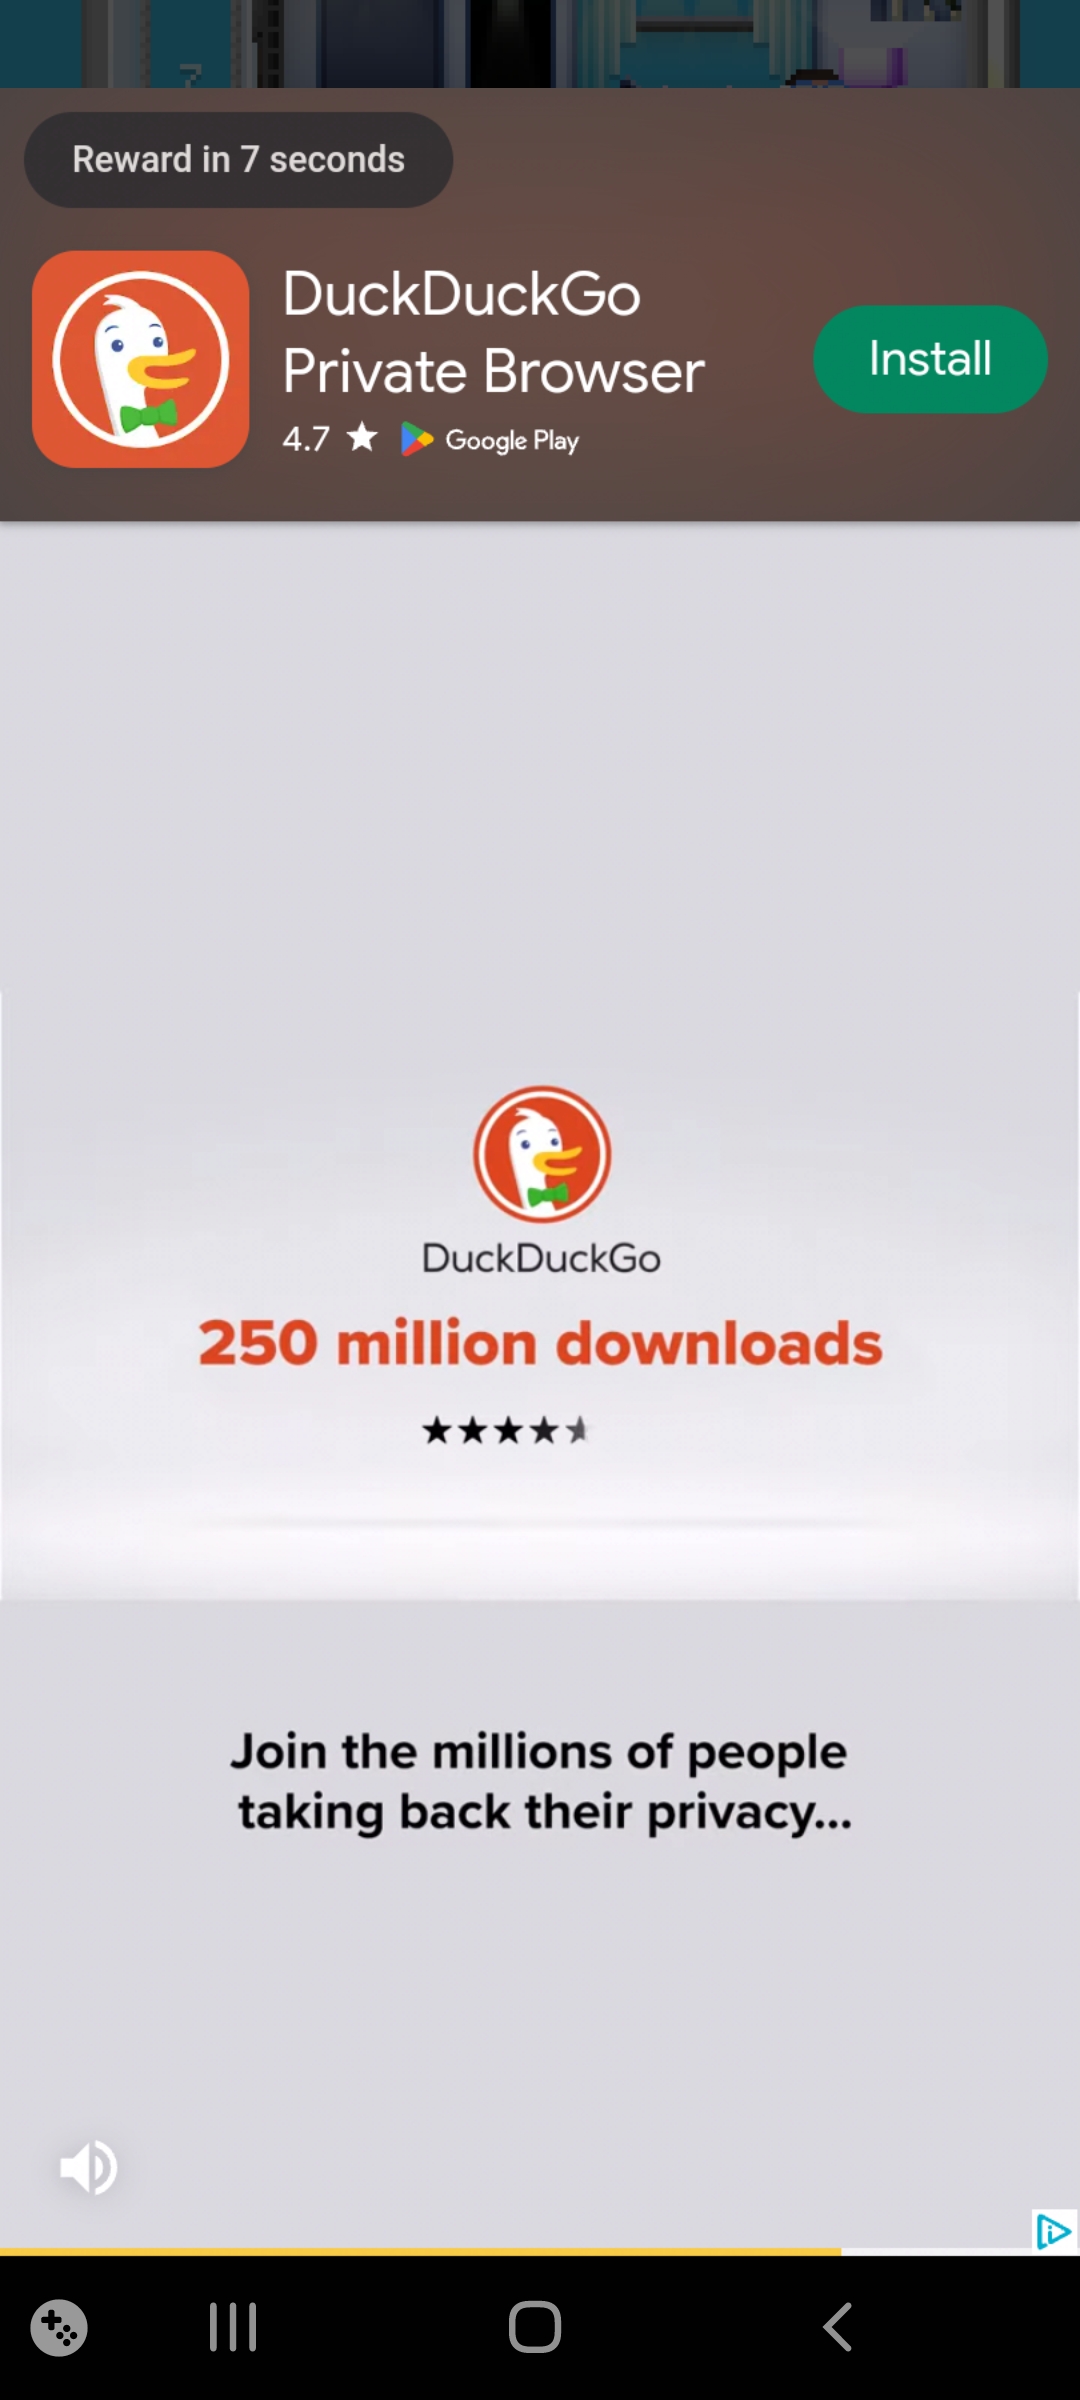 Reward in 7 seconds
DuckDuckGo
Private Browser
Install
4.7 ★ Google Play
DuckDuckGo
250 million downloads
Join the millions of people
taking back their privacy...